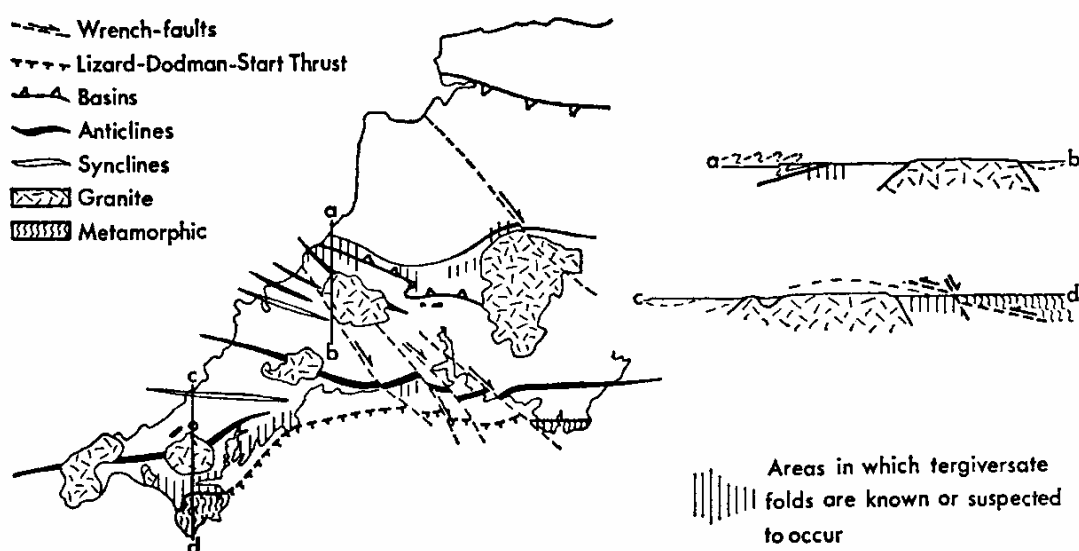 Wrench-faults
Lizard-Dodman-Start Thrust
Basins
Anticlines
Synclines
Granite
Metamorphic
a
b
c
d
a
b
c
d
Areas in which tergiversate
folds are known or suspected
to occur